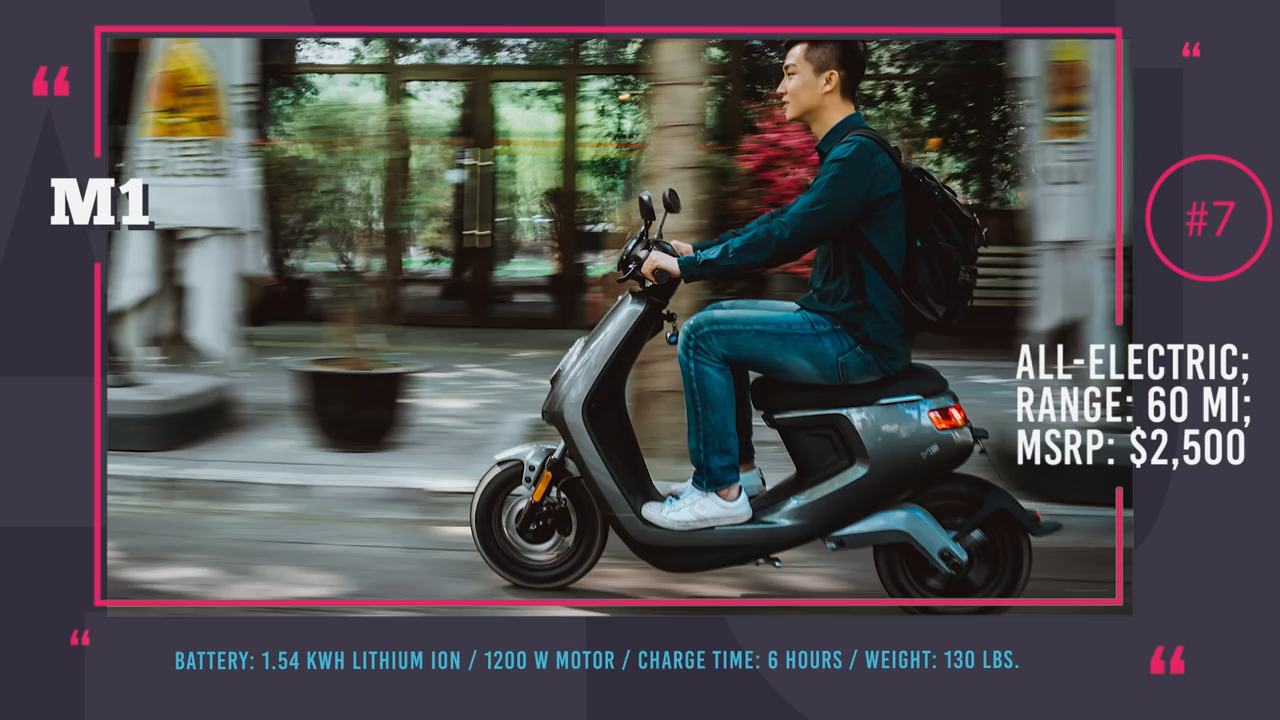 M1
#7
ALL-ELECTRIC;
RANGE: 60 MI;
MSRP: $2,500
BATTERY: 1.54 KWH LITHIUM ION / 1200 W MOTOR / CHARGE TIME: 6 HOURS / WEIGHT: 130 LBS.